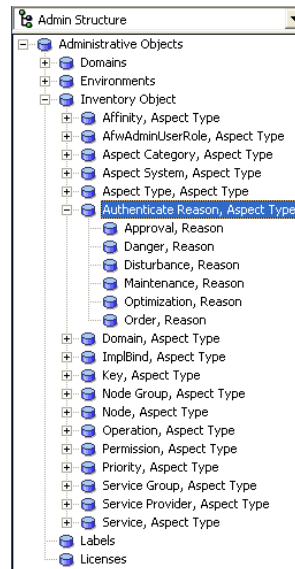 Admin Structure
Administrative Objects
Domains
Environments
Inventory Object
Affinity, Aspect Type
AfwAdminUserRole, Aspect Type
Aspect Category, Aspect Type
Aspect System, Aspect Type
Aspect Type, Aspect Type
Authenticate Reason, Aspect Type
Approval, Reason
Danger, Reason
Disturbance, Reason
Maintenance, Reason
Optimization, Reason
Order, Reason
Domain, Aspect Type
ImplBind, Aspect Type
Key, Aspect Type
Node Group, Aspect Type
Node, Aspect Type
Operation, Aspect Type
Permission, Aspect Type
Priority, Aspect Type
Service Group, Aspect Type
Service Provider, Aspect Type
Service, Aspect Type
Labels
Licenses